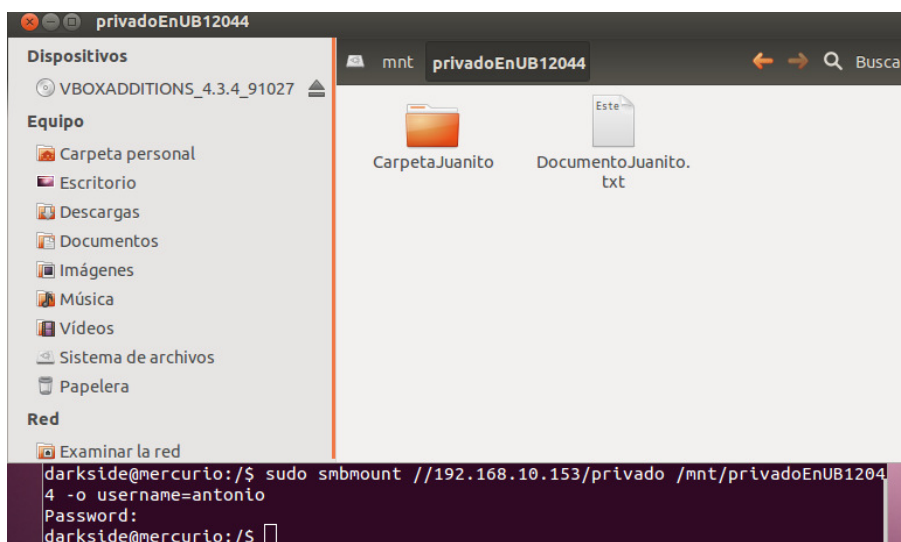 privadoEnUB12044
Dispositivos
VBOXADDITIONS_4.3.4_91027
Equipo
Carpeta personal
Escritorio
Descargas
Documentos
Imágenes
Música
Vídeos
Sistema de archivos
Papelera
Red
Examinar la red
mnt privadoEnUB12044 Busca
Este
CarpetaJuanito
DocumentoJuanito.
txt
darkside@mercurio:/$ sudo smbmount //192.168.10.153/privado /mnt/privadoEnUB1204
4 -o username=antonio
Password:
darkside@mercurio:/$